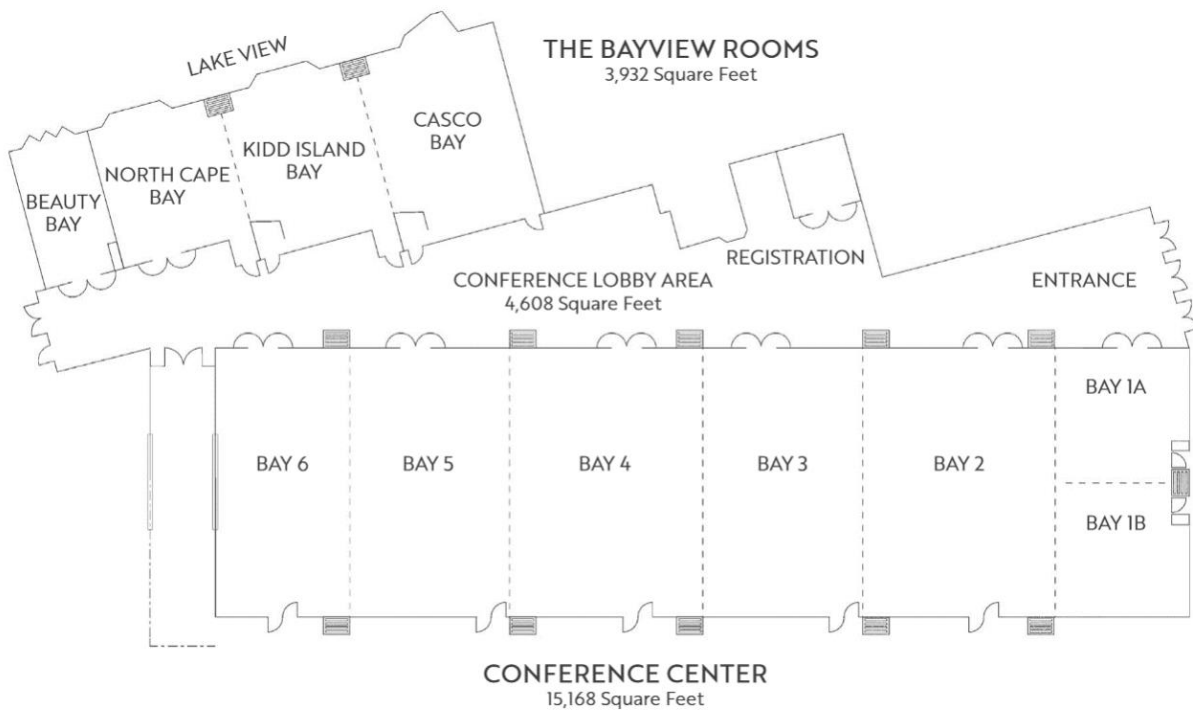 THE BAYVIEW ROOMS
3,932 Square Feet
LAKE VIEW
CASCO
BAY
KIDD ISLAND
BAY
NORTH CAPE
BAY
BEAUTY
BAY
REGISTRATION
CONFERENCE LOBBY AREA
4,608 Square Feet
ENTRANCE
BAY 1A
BAY 6
BAY 5
BAY 4
BAY 3
BAY 2
BAY 1B
CONFERENCE CENTER
15,168 Square Feet